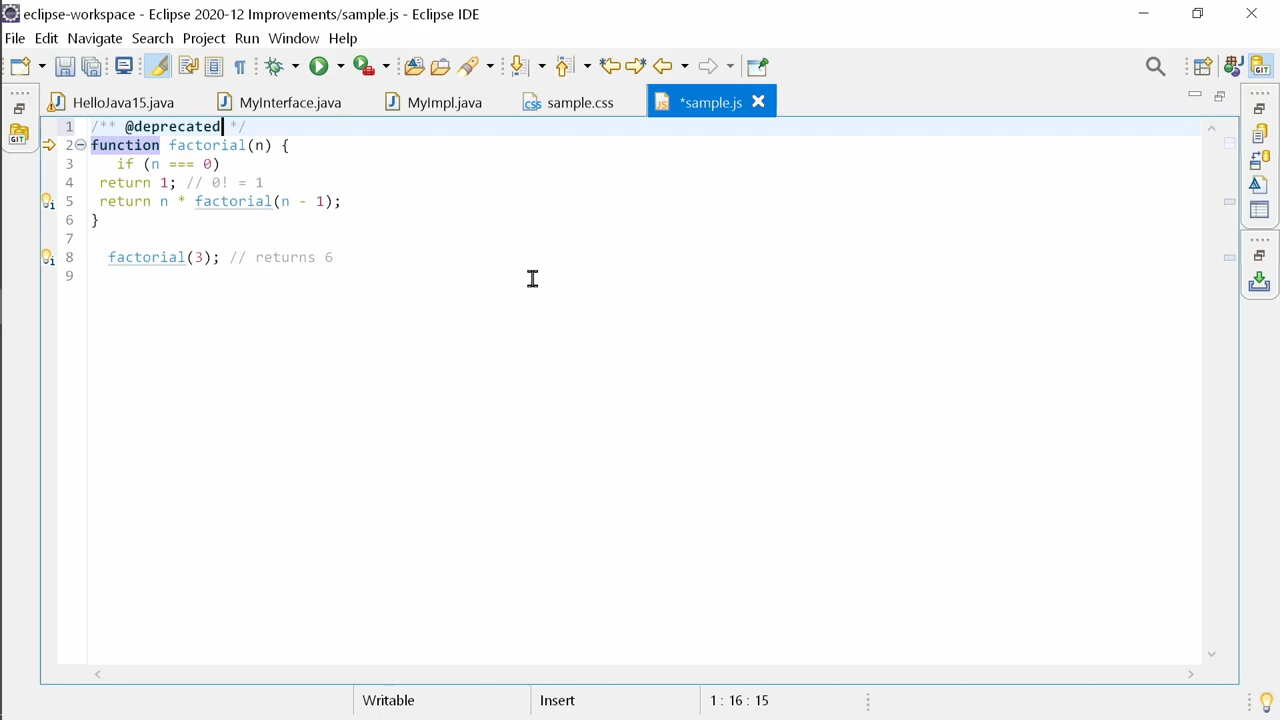 eclipse-workspace - Eclipse 2020-12 Improvements/sample.js - Eclipse IDE
File Edit Navigate Search Project Run Window Help
GIT
HelloJava15.java MyInterface.java MyImpl.java sample.css *sample.js
GIT
1 /** @deprecated */
2 function factorial(n) {
3 if (n === 0)
4 return 1; // 0! = 1
5 return n * factorial(n - 1);
6 }
7
8 factorial(3); // returns 6
9
Writable Insert 1 : 16 : 15